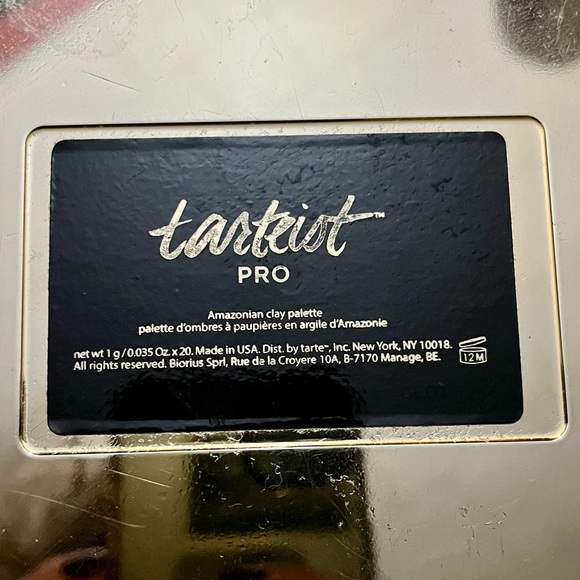 tarteist™
PRO
Amazonian clay palette
palette d'ombres à paupières en argile d'Amazonie
net wt 1 g/0.035 Oz. x 20. Made in USA. Dist. by tarte™, Inc. New York, NY 10018.
All rights reserved. Biorius Sprl, Rue de la Croyere 10A, B-7170 Manage, BE.
12M